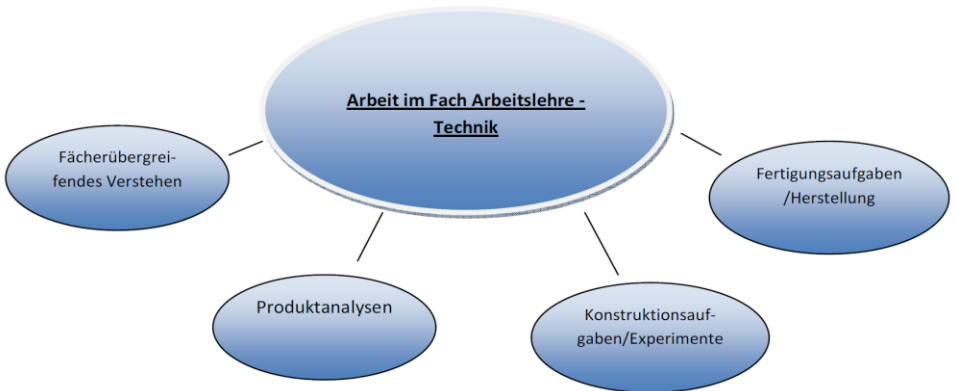 Arbeit im Fach Arbeitslehre -
Technik
Fächerübergrei-
fendes Verstehen
Fertigungsaufgaben
/Herstellung
Produktanalysen
Konstruktionsauf-
gaben/Experimente